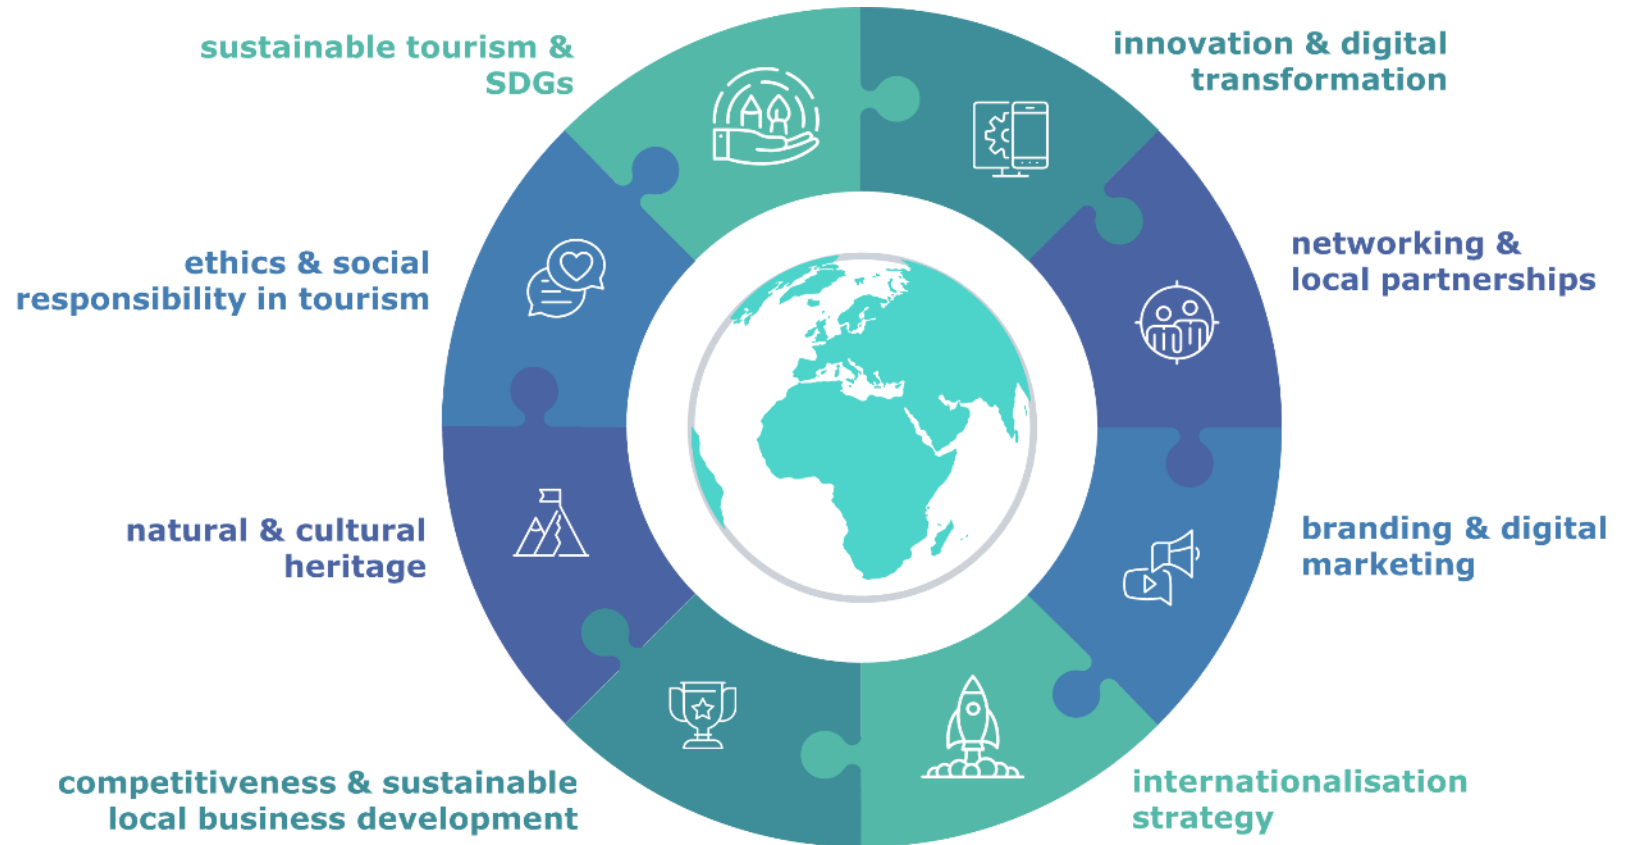 sustainable tourism &
SDGs
innovation & digital
transformation
networking &
local partnerships
ethics & social
responsibility in tourism
natural & cultural
heritage
branding & digital
marketing
competitiveness & sustainable
local business development
internationalisation
strategy